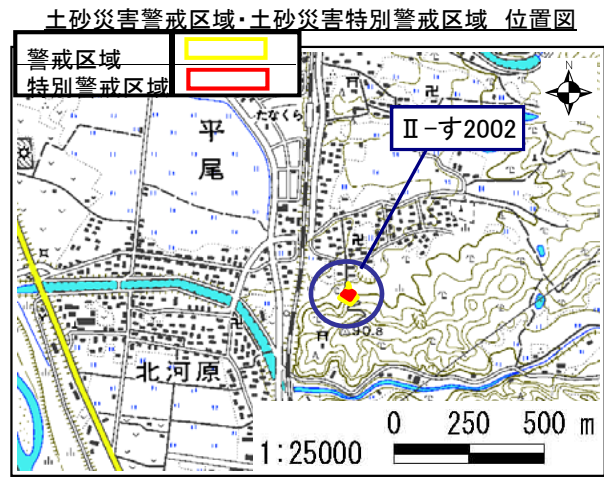 土砂災害警戒区域・土砂災害特別警戒区域 位置図
警戒区域
特別警戒区域
N
たなくら
平尾
Ⅱ-す2002
90.8
北河原
0 250 500 m
1:25000